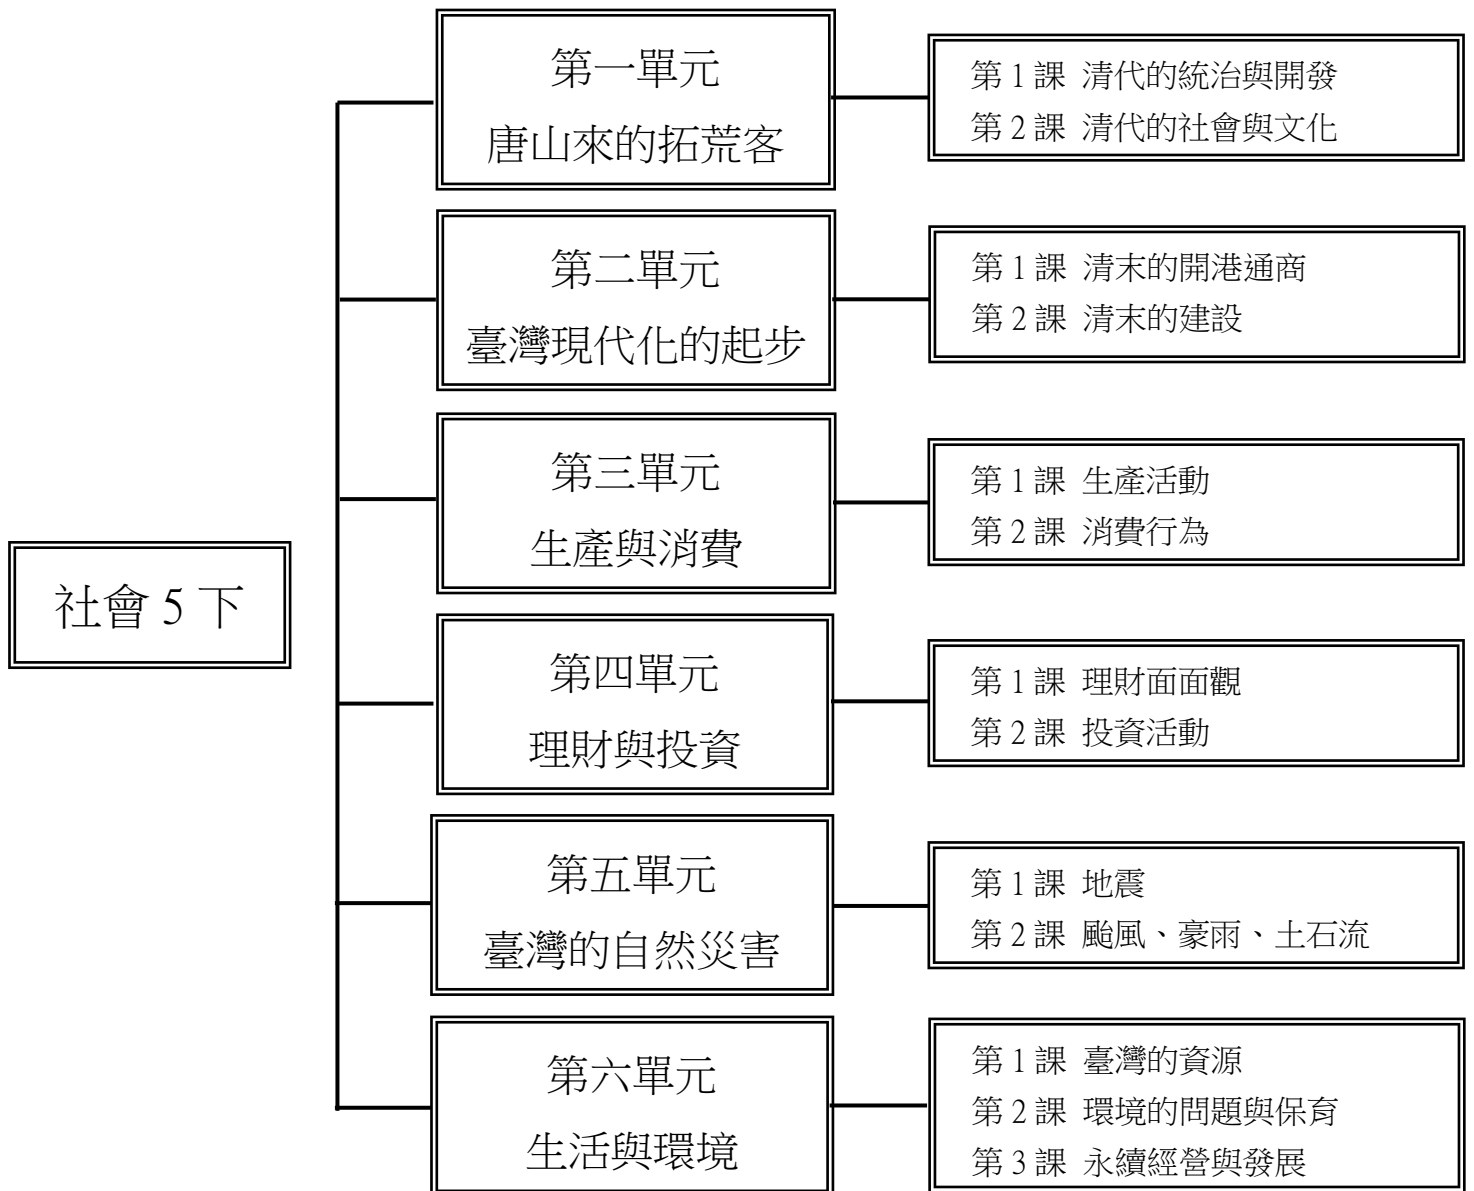 社會 5 下
第一單元
唐山來的拓荒客
第 1 課 清代的統治與開發
第 2 課 清代的社會與文化
第二單元
臺灣現代化的起步
第 1 課 清末的開港通商
第 2 課 清末的建設
第三單元
生產與消費
第 1 課 生產活動
第 2 課 消費行為
第四單元
理財與投資
第 1 課 理財面面觀
第 2 課 投資活動
第五單元
臺灣的自然災害
第 1 課 地震
第 2 課 颱風、豪雨、土石流
第六單元
生活與環境
第 1 課 臺灣的資源
第 2 課 環境的問題與保育
第 3 課 永續經營與發展